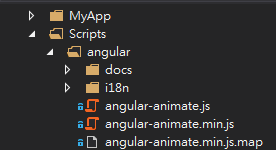 MyApp
Scripts
angular
docs
i18n
angular-animate.js
angular-animate.min.js
angular-animate.min.js.map